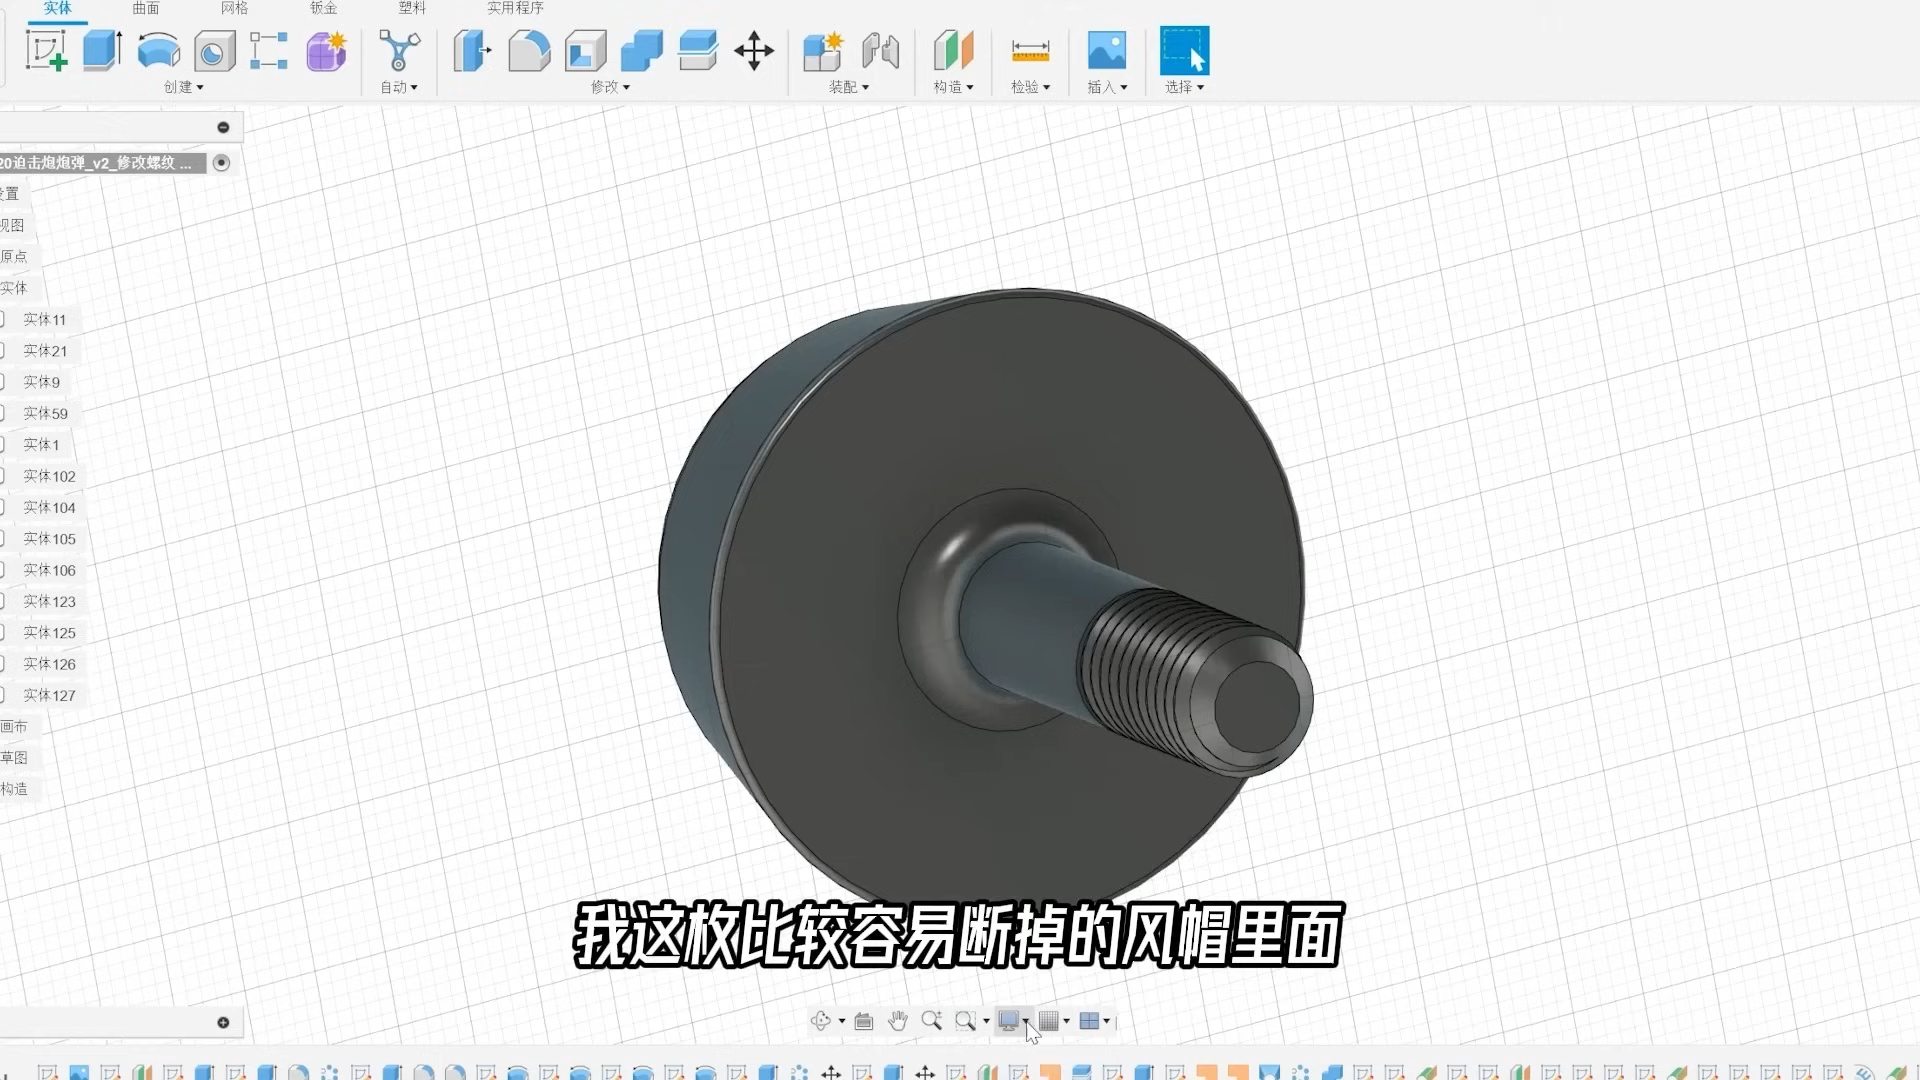 实体 曲面 网格 钣金 塑料 实用程序
创建 自动 修改 装配 构造 检验 插入 选择
20迫击炮炮弹_v2_修改螺纹 ...
设置
视图
原点
实体
实体11
实体21
实体9
实体59
实体1
实体102
实体104
实体105
实体106
实体123
实体125
实体126
实体127
画布
草图
构造
我这枚比较容易断掉的风帽里面